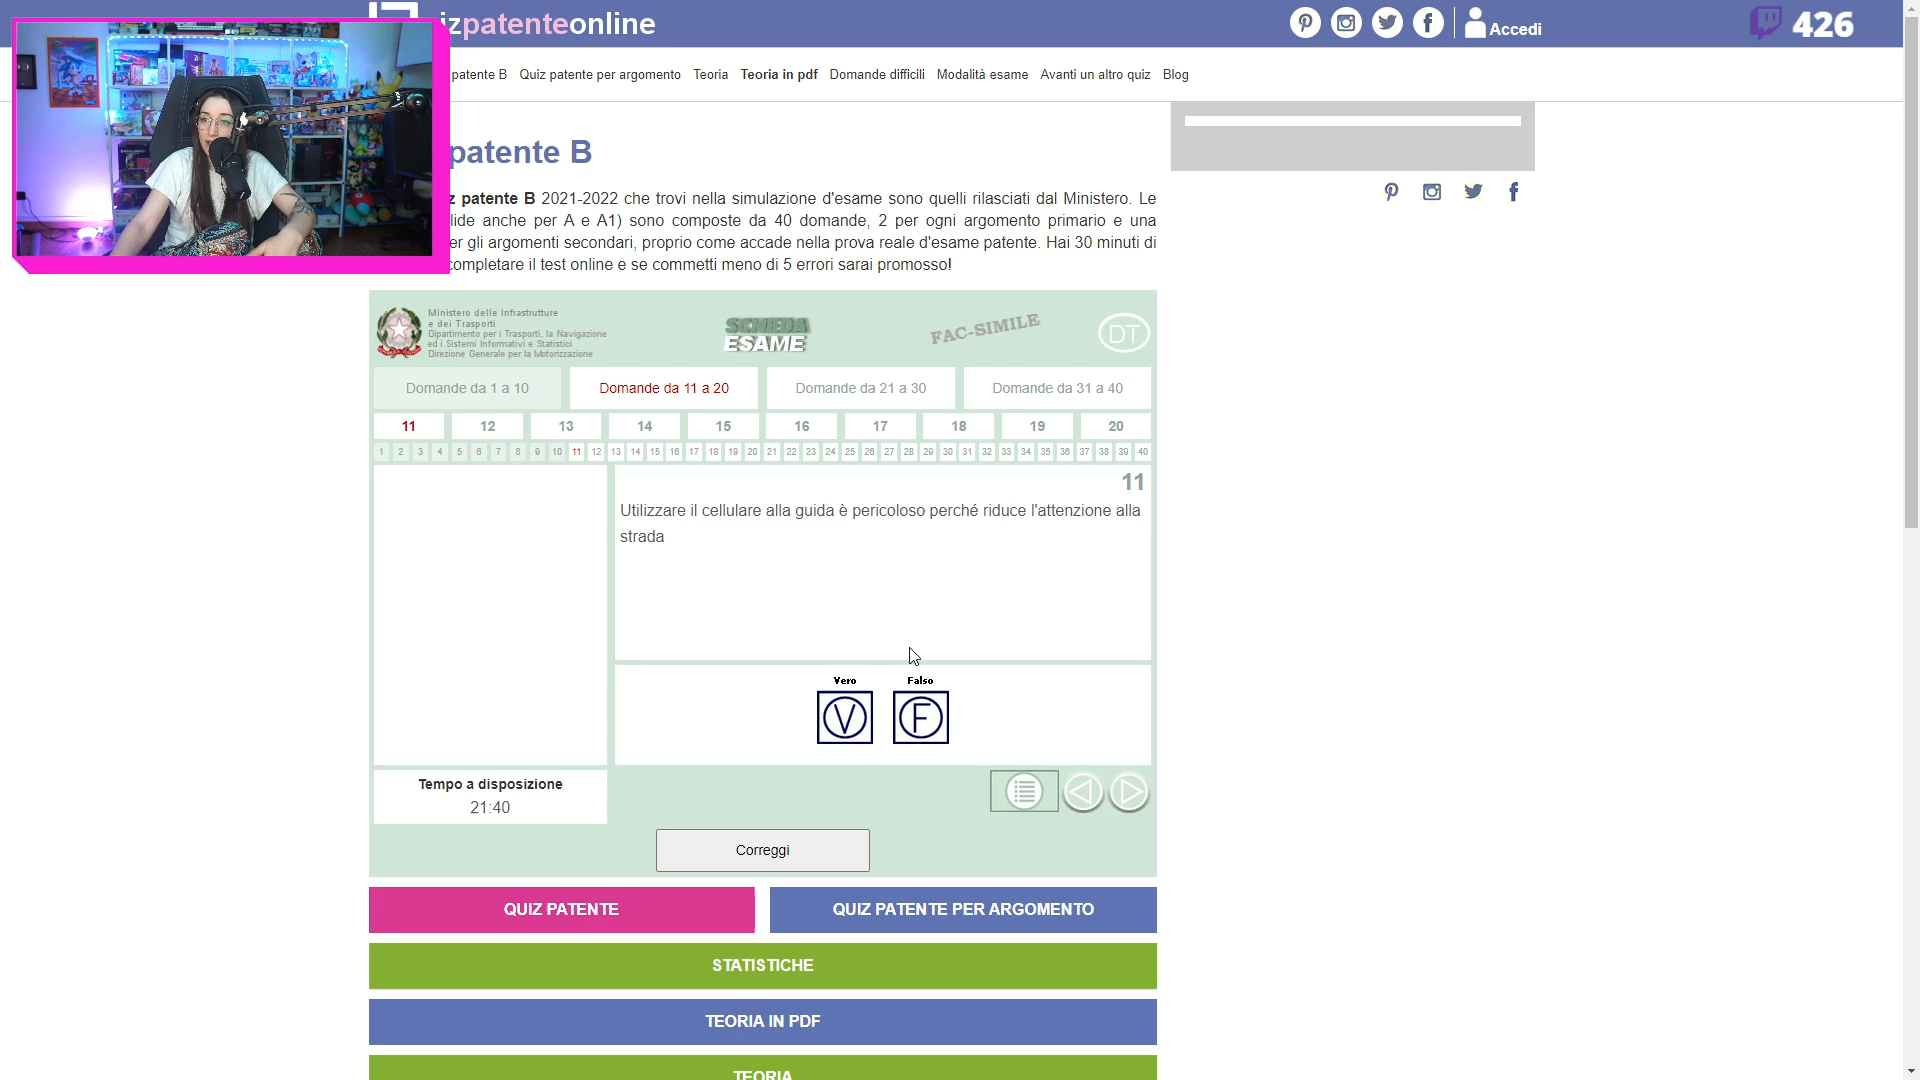 izpatenteonline
Accedi
426
patente B Quiz patente per argomento Teoria Teoria in pdf Domande difficili Modalità esame Avanti un altro quiz Blog
patente B
z patente B 2021-2022 che trovi nella simulazione d'esame sono quelli rilasciati dal Ministero. Le
lide anche per A e A1) sono composte da 40 domande, 2 per ogni argomento primario e una
er gli argomenti secondari, proprio come accade nella prova reale d'esame patente. Hai 30 minuti di
completare il test online e se commetti meno di 5 errori sarai promosso!
Ministero delle Infrastrutture
e dei Trasporti
Dipartimento per i Trasporti, la Navigazione
ed i Sistemi Informativi e Statistici
Direzione Generale per la Motorizzazione
SCHEDA
ESAME
FAC-SIMILE
DT
Domande da 1 a 10 Domande da 11 a 20 Domande da 21 a 30 Domande da 31 a 40
11 12 13 14 15 16 17 18 19 20
1 2 3 4 5 6 7 8 9 10 11 12 13 14 15 16 17 18 19 20 21 22 23 24 25 26 27 28 29 30 31 32 33 34 35 36 37 38 39 40
11
Utilizzare il cellulare alla guida è pericoloso perché riduce l'attenzione alla
strada
Vero Falso
V F
Tempo a disposizione
21:40
Correggi
QUIZ PATENTE QUIZ PATENTE PER ARGOMENTO
STATISTICHE
TEORIA IN PDF
TEORIA